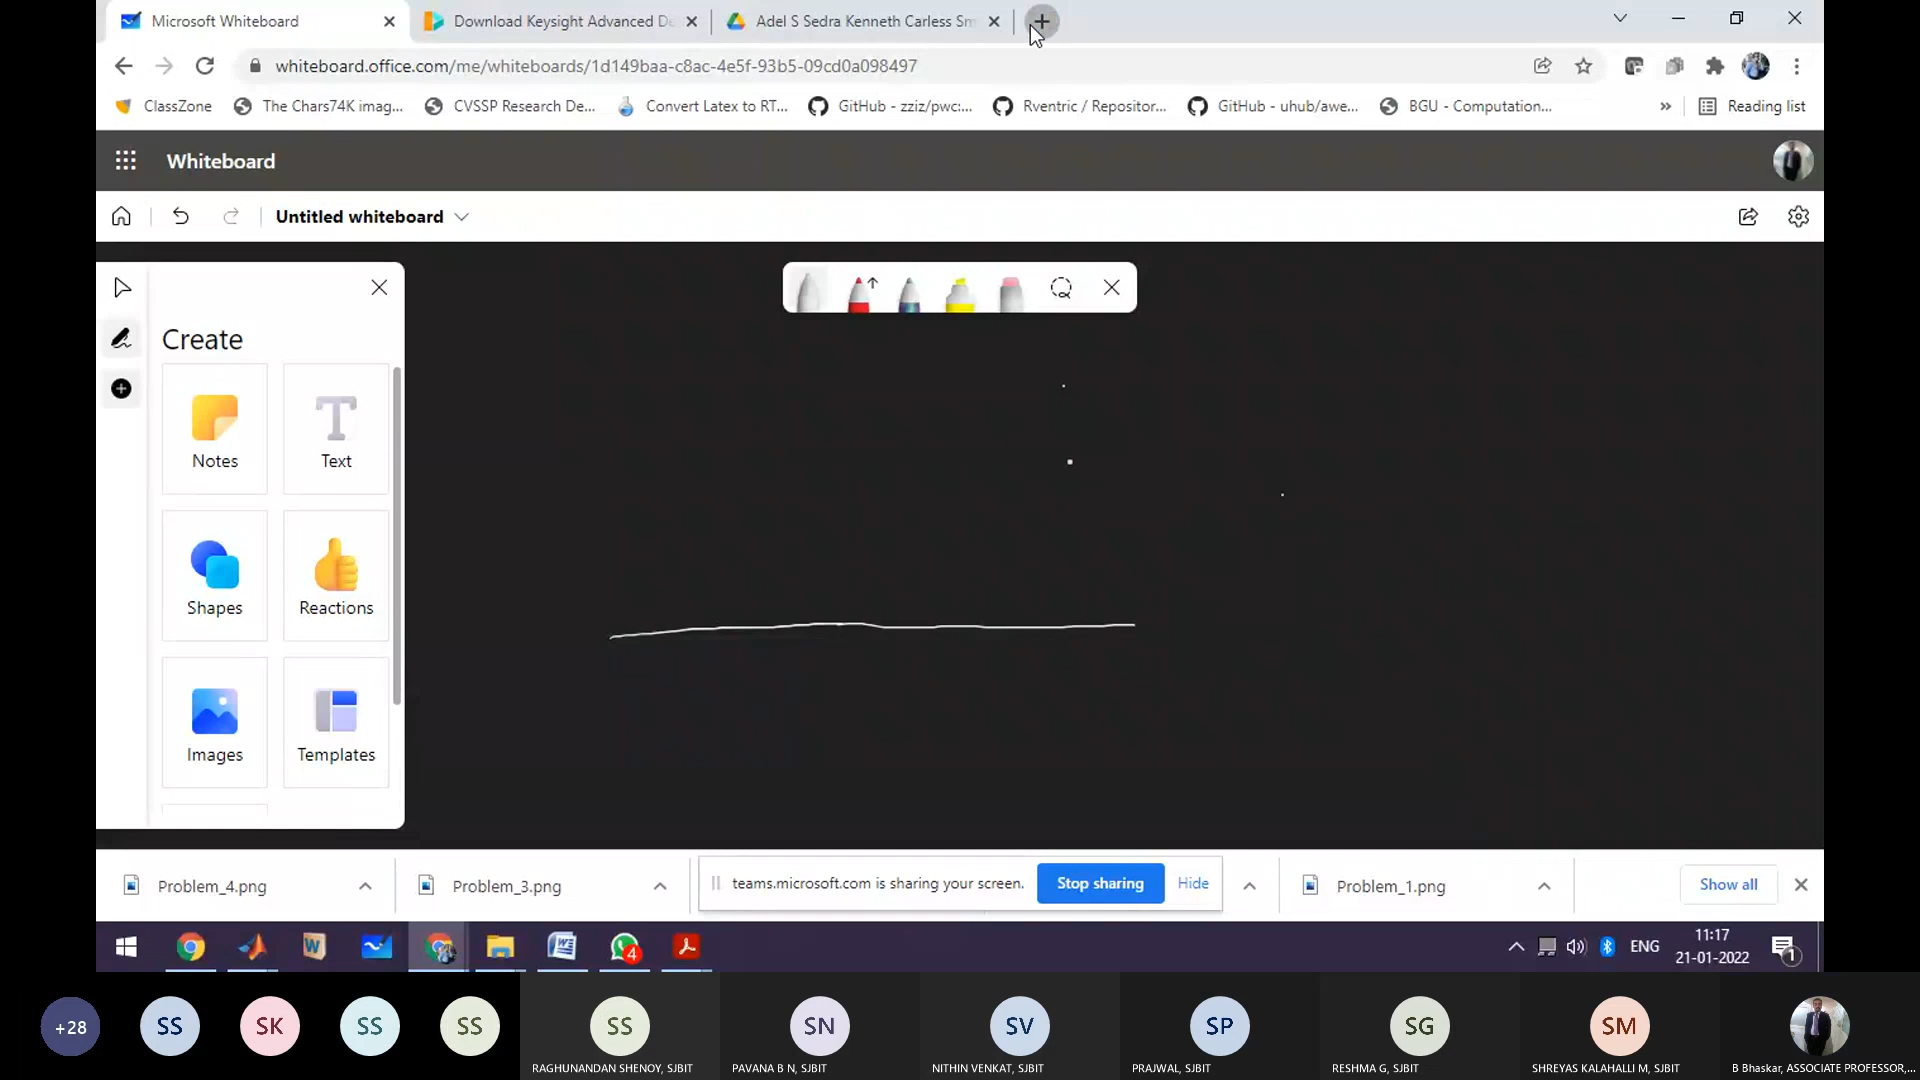 Microsoft Whiteboard
Download Keysight Advanced De
Adel S Sedra Kenneth Carless Sm
whiteboard.office.com/me/whiteboards/1d149baa-c8ac-4e5f-93b5-09cd0a098497
ClassZone
The Chars74K imag...
CVSSP Research De...
Convert Latex to RT...
GitHub - zziz/pwc:...
Rventric / Repositor...
GitHub - uhub/awe...
BGU - Computation...
»
Reading list
Whiteboard
Untitled whiteboard
Create
Notes
Text
Shapes
Reactions
Images
Templates
Problem_4.png
Problem_3.png
teams.microsoft.com is sharing your screen.
Stop sharing
Hide
Problem_1.png
Show all
4
ENG
11:17
21-01-2022
1
+28
SS
SK
SS
SS
SS
SN
SV
SP
SG
SM
RAGHUNANDAN SHENOY, SJBIT
PAVANA B N, SJBIT
NITHIN VENKAT, SJBIT
PRAJWAL, SJBIT
RESHMA G, SJBIT
SHREYAS KALAHALLI M, SJBIT
B Bhaskar, ASSOCIATE PROFESSOR,...